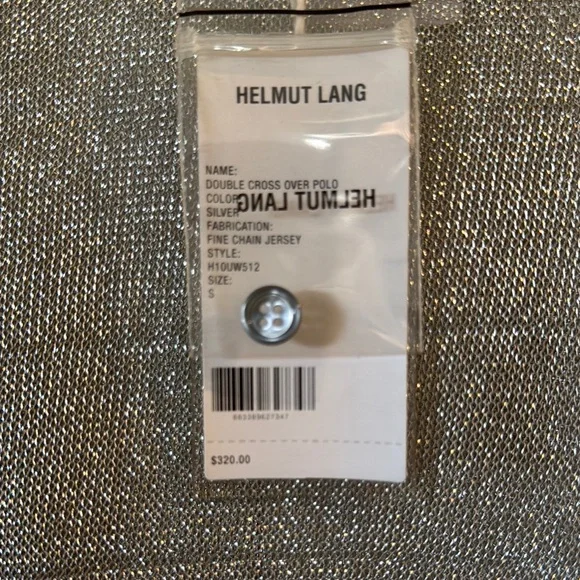 HELMUT LANG
NAME:
DOUBLE CROSS OVER POLO
COLOR:
HELMUT LANG
SILVER
FABRICATION:
FINE CHAIN JERSEY
STYLE:
H10UW512
SIZE:
S
$320.00